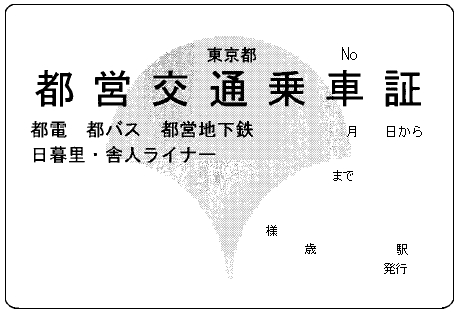 東京都 No
都営交通乗車証
都電 都バス 都営地下鉄 月 日から
日暮里・舎人ライナー
まで
様
歳 駅
発行